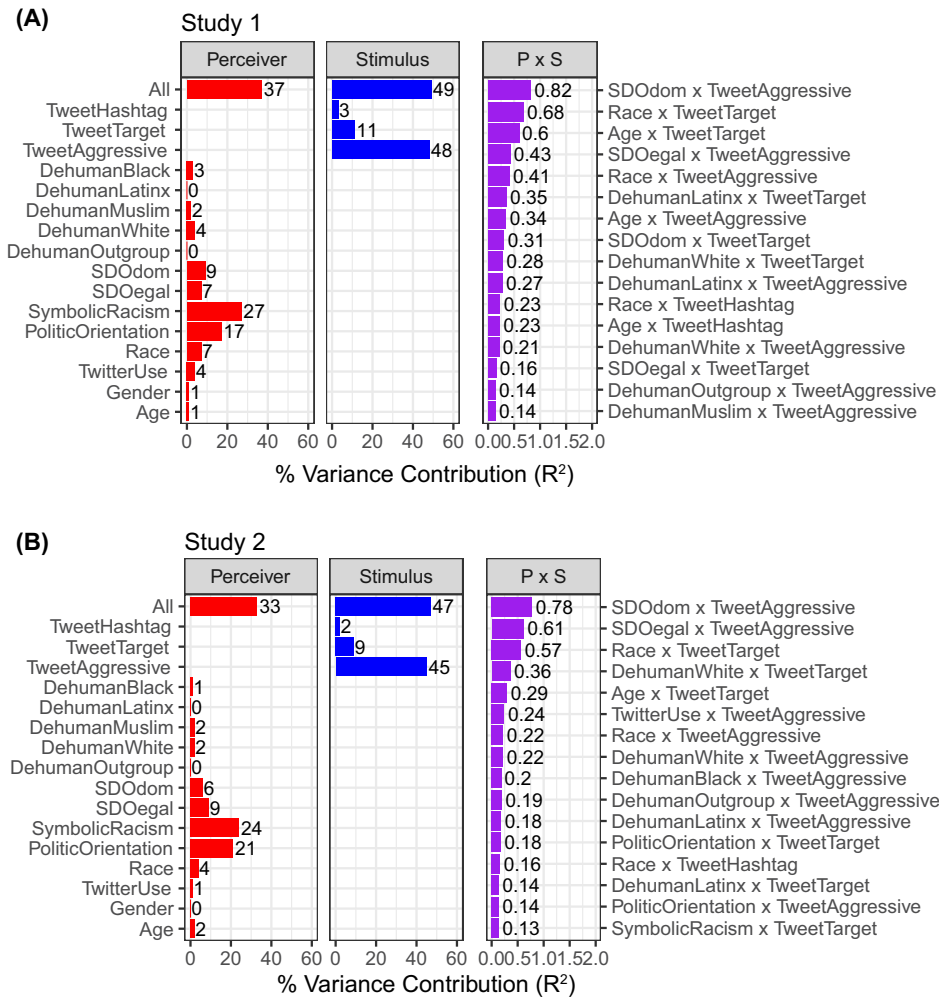 (A)
Study 1
Perceiver Stimulus P x S
All 37 49 0.82 SDOdom x TweetAggressive
TweetHashtag 3 0.68 Race x TweetTarget
TweetTarget 11 0.6 Age x TweetTarget
TweetAggressive 48 0.43 SDOegal x TweetAggressive
DehumanBlack 3 0.41 Race x TweetAggressive
DehumanLatinx 0 0.35 DehumanLatinx x TweetTarget
DehumanMuslim 2 0.34 Age x TweetAggressive
DehumanWhite 4 0.31 SDOdom x TweetTarget
DehumanOutgroup 0 0.28 DehumanWhite x TweetTarget
SDOdom 9 0.27 DehumanLatinx x TweetAggressive
SDOegal 7 0.23 Race x TweetHashtag
SymbolicRacism 27 0.23 Age x TweetHashtag
PoliticOrientation 17 0.21 DehumanWhite x TweetAggressive
Race 7 0.16 SDOegal x TweetTarget
TwitterUse 4 0.14 DehumanOutgroup x TweetAggressive
Gender 1 0.14 DehumanMuslim x TweetAggressive
Age 1
0 20 40 60 0 20 40 60 0.00.51.01.52.0
% Variance Contribution (R²)
(B)
Study 2
Perceiver Stimulus P x S
All 33 47 0.78 SDOdom x TweetAggressive
TweetHashtag 2 0.61 SDOegal x TweetAggressive
TweetTarget 9 0.57 Race x TweetTarget
TweetAggressive 45 0.36 DehumanWhite x TweetTarget
DehumanBlack 1 0.29 Age x TweetTarget
DehumanLatinx 0 0.24 TwitterUse x TweetAggressive
DehumanMuslim 2 0.22 Race x TweetAggressive
DehumanWhite 2 0.22 DehumanWhite x TweetAggressive
DehumanOutgroup 0 0.2 DehumanBlack x TweetAggressive
SDOdom 6 0.19 DehumanOutgroup x TweetAggressive
SDOegal 9 0.18 DehumanLatinx x TweetAggressive
SymbolicRacism 24 0.18 PoliticOrientation x TweetTarget
PoliticOrientation 21 0.16 Race x TweetHashtag
Race 4 0.14 DehumanLatinx x TweetTarget
TwitterUse 1 0.14 PoliticOrientation x TweetAggressive
Gender 0 0.13 SymbolicRacism x TweetTarget
Age 2
0 20 40 60 0 20 40 60 0.00.51.01.52.0
% Variance Contribution (R²)